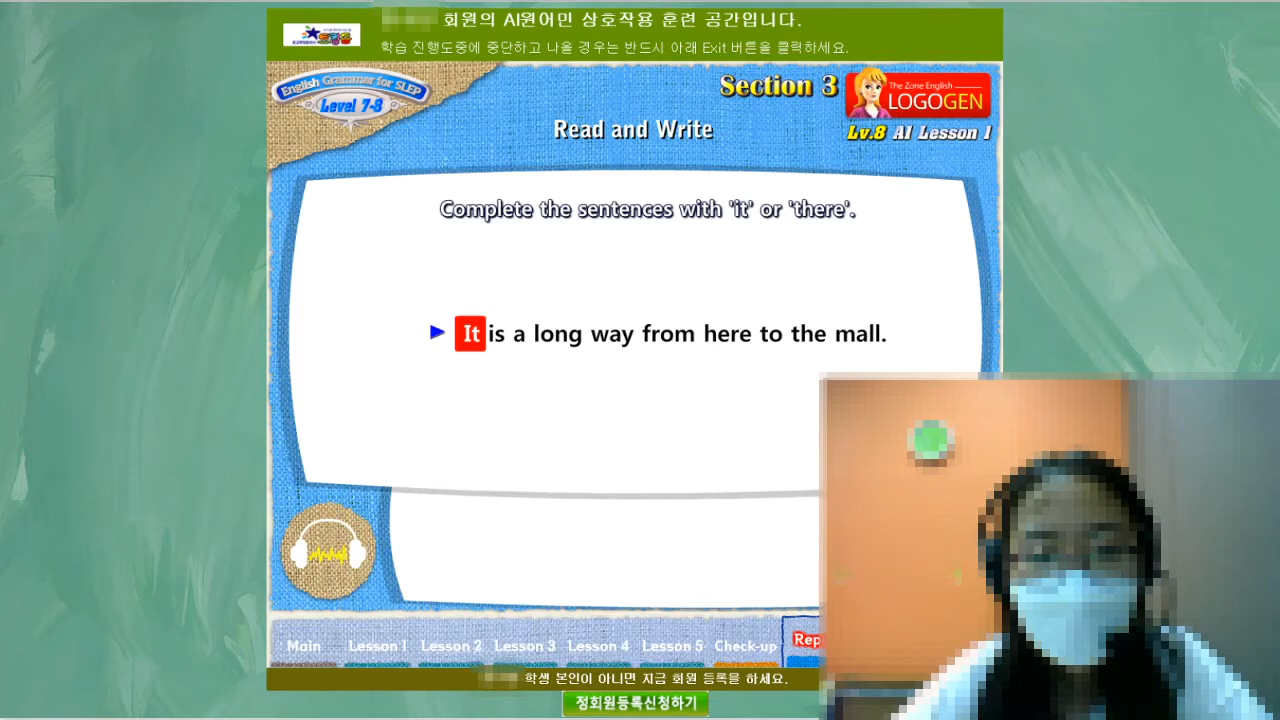 회원의 AI원어민 상호작용 훈련 공간입니다.
학습 진행도중에 중단하고 나올 경우는 반드시 아래 Exit 버튼을 클릭하세요.
English Grammar for SLEP
Level 7-8
Section 3
The Zone English
LOGOGEN
Lv.8 AI Lesson 1
Read and Write
Complete the sentences with 'it' or 'there'.
It is a long way from here to the mall.
Main Lesson 1 Lesson 2 Lesson 3 Lesson 4 Lesson 5 Check-up Rep
학생 본인이 아니면 지금 회원 등록을 하세요.
정회원등록신청하기